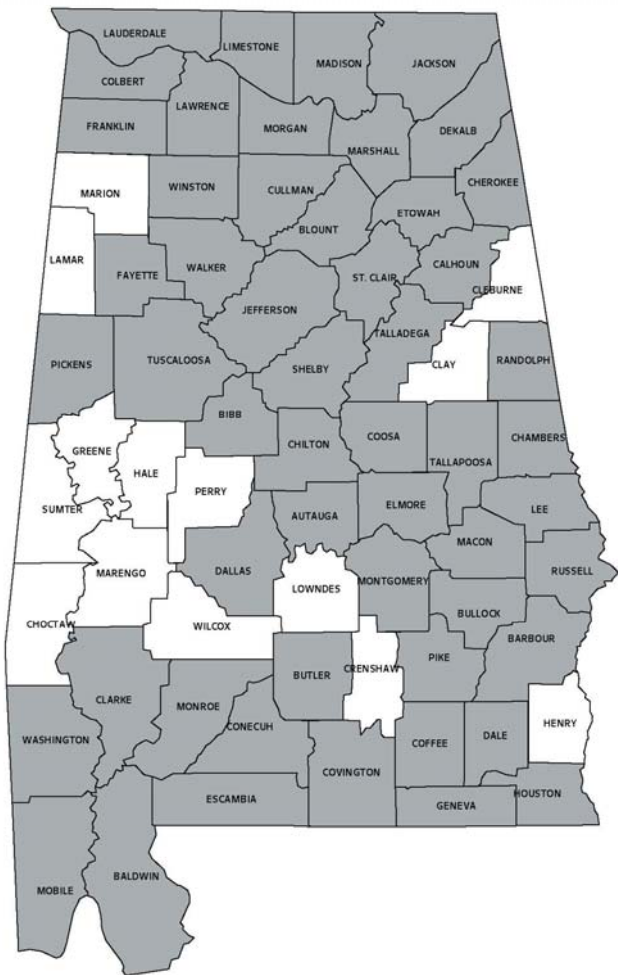 LAUDERDALE
LIMESTONE
MADISON
JACKSON
COLBERT
LAWRENCE
FRANKLIN
MORGAN
DEKALB
MARSHALL
MARION
WINSTON
CULLMAN
CHEROKEE
ETOWAH
BLOUNT
LAMAR
FAYETTE
WALKER
ST. CLAIR
CALHOUN
CLEBURNE
JEFFERSON
TALLADEGA
PICKENS
TUSCALOOSA
SHELBY
CLAY
RANDOLPH
BIBB
GREENE
HALE
CHILTON
COOSA
CHAMBERS
TALLAPOOSA
PERRY
SUMTER
AUTAUGA
ELMORE
LEE
MARENGO
DALLAS
MACON
RUSSELL
LOWNDES
MONTGOMERY
CHOCTAW
WILCOX
BULLOCK
BARBOUR
CRENSHAW
PIKE
BUTLER
CLARKE
MONROE
CONECUH
HENRY
WASHINGTON
COFFEE
DALE
COVINGTON
ESCAMBIA
GENEVA
HOUSTON
MOBILE
BALDWIN